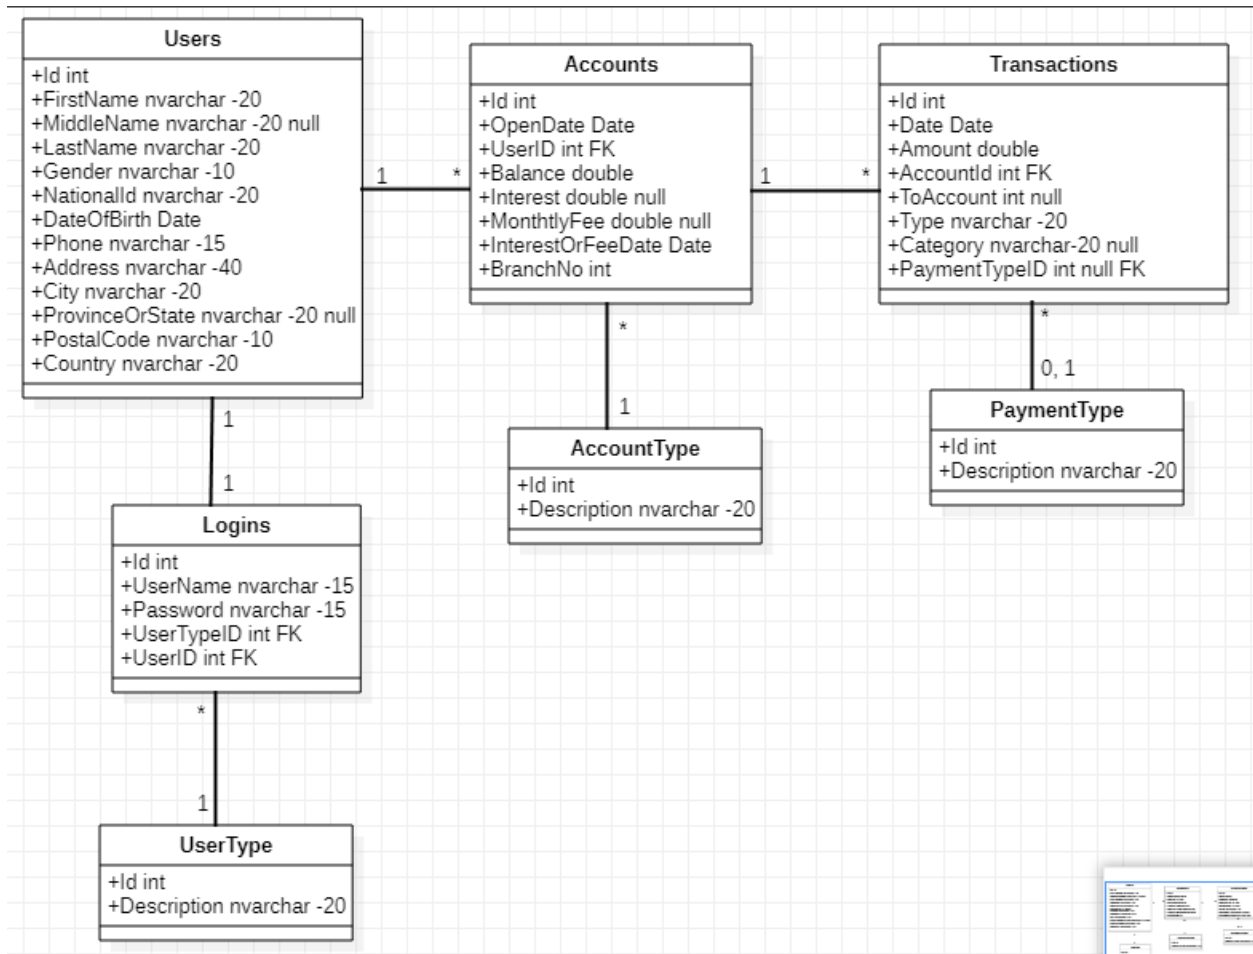 Users
+Id int
+FirstName nvarchar -20
+MiddleName nvarchar -20 null
+LastName nvarchar -20
+Gender nvarchar -10
+NationalId nvarchar -20
+DateOfBirth Date
+Phone nvarchar -15
+Address nvarchar -40
+City nvarchar -20
+ProvinceOrState nvarchar -20 null
+PostalCode nvarchar -10
+Country nvarchar -20
1
*
Accounts
+Id int
+OpenDate Date
+UserID int FK
+Balance double
+Interest double null
+MonthtlyFee double null
+InterestOrFeeDate Date
+BranchNo int
1
*
Transactions
+Id int
+Date Date
+Amount double
+AccountId int FK
+ToAccount int null
+Type nvarchar -20
+Category nvarchar-20 null
+PaymentTypeID int null FK
*
1
AccountType
+Id int
+Description nvarchar -20
*
0, 1
PaymentType
+Id int
+Description nvarchar -20
1
1
Logins
+Id int
+UserName nvarchar -15
+Password nvarchar -15
+UserTypeID int FK
+UserID int FK
*
1
UserType
+Id int
+Description nvarchar -20